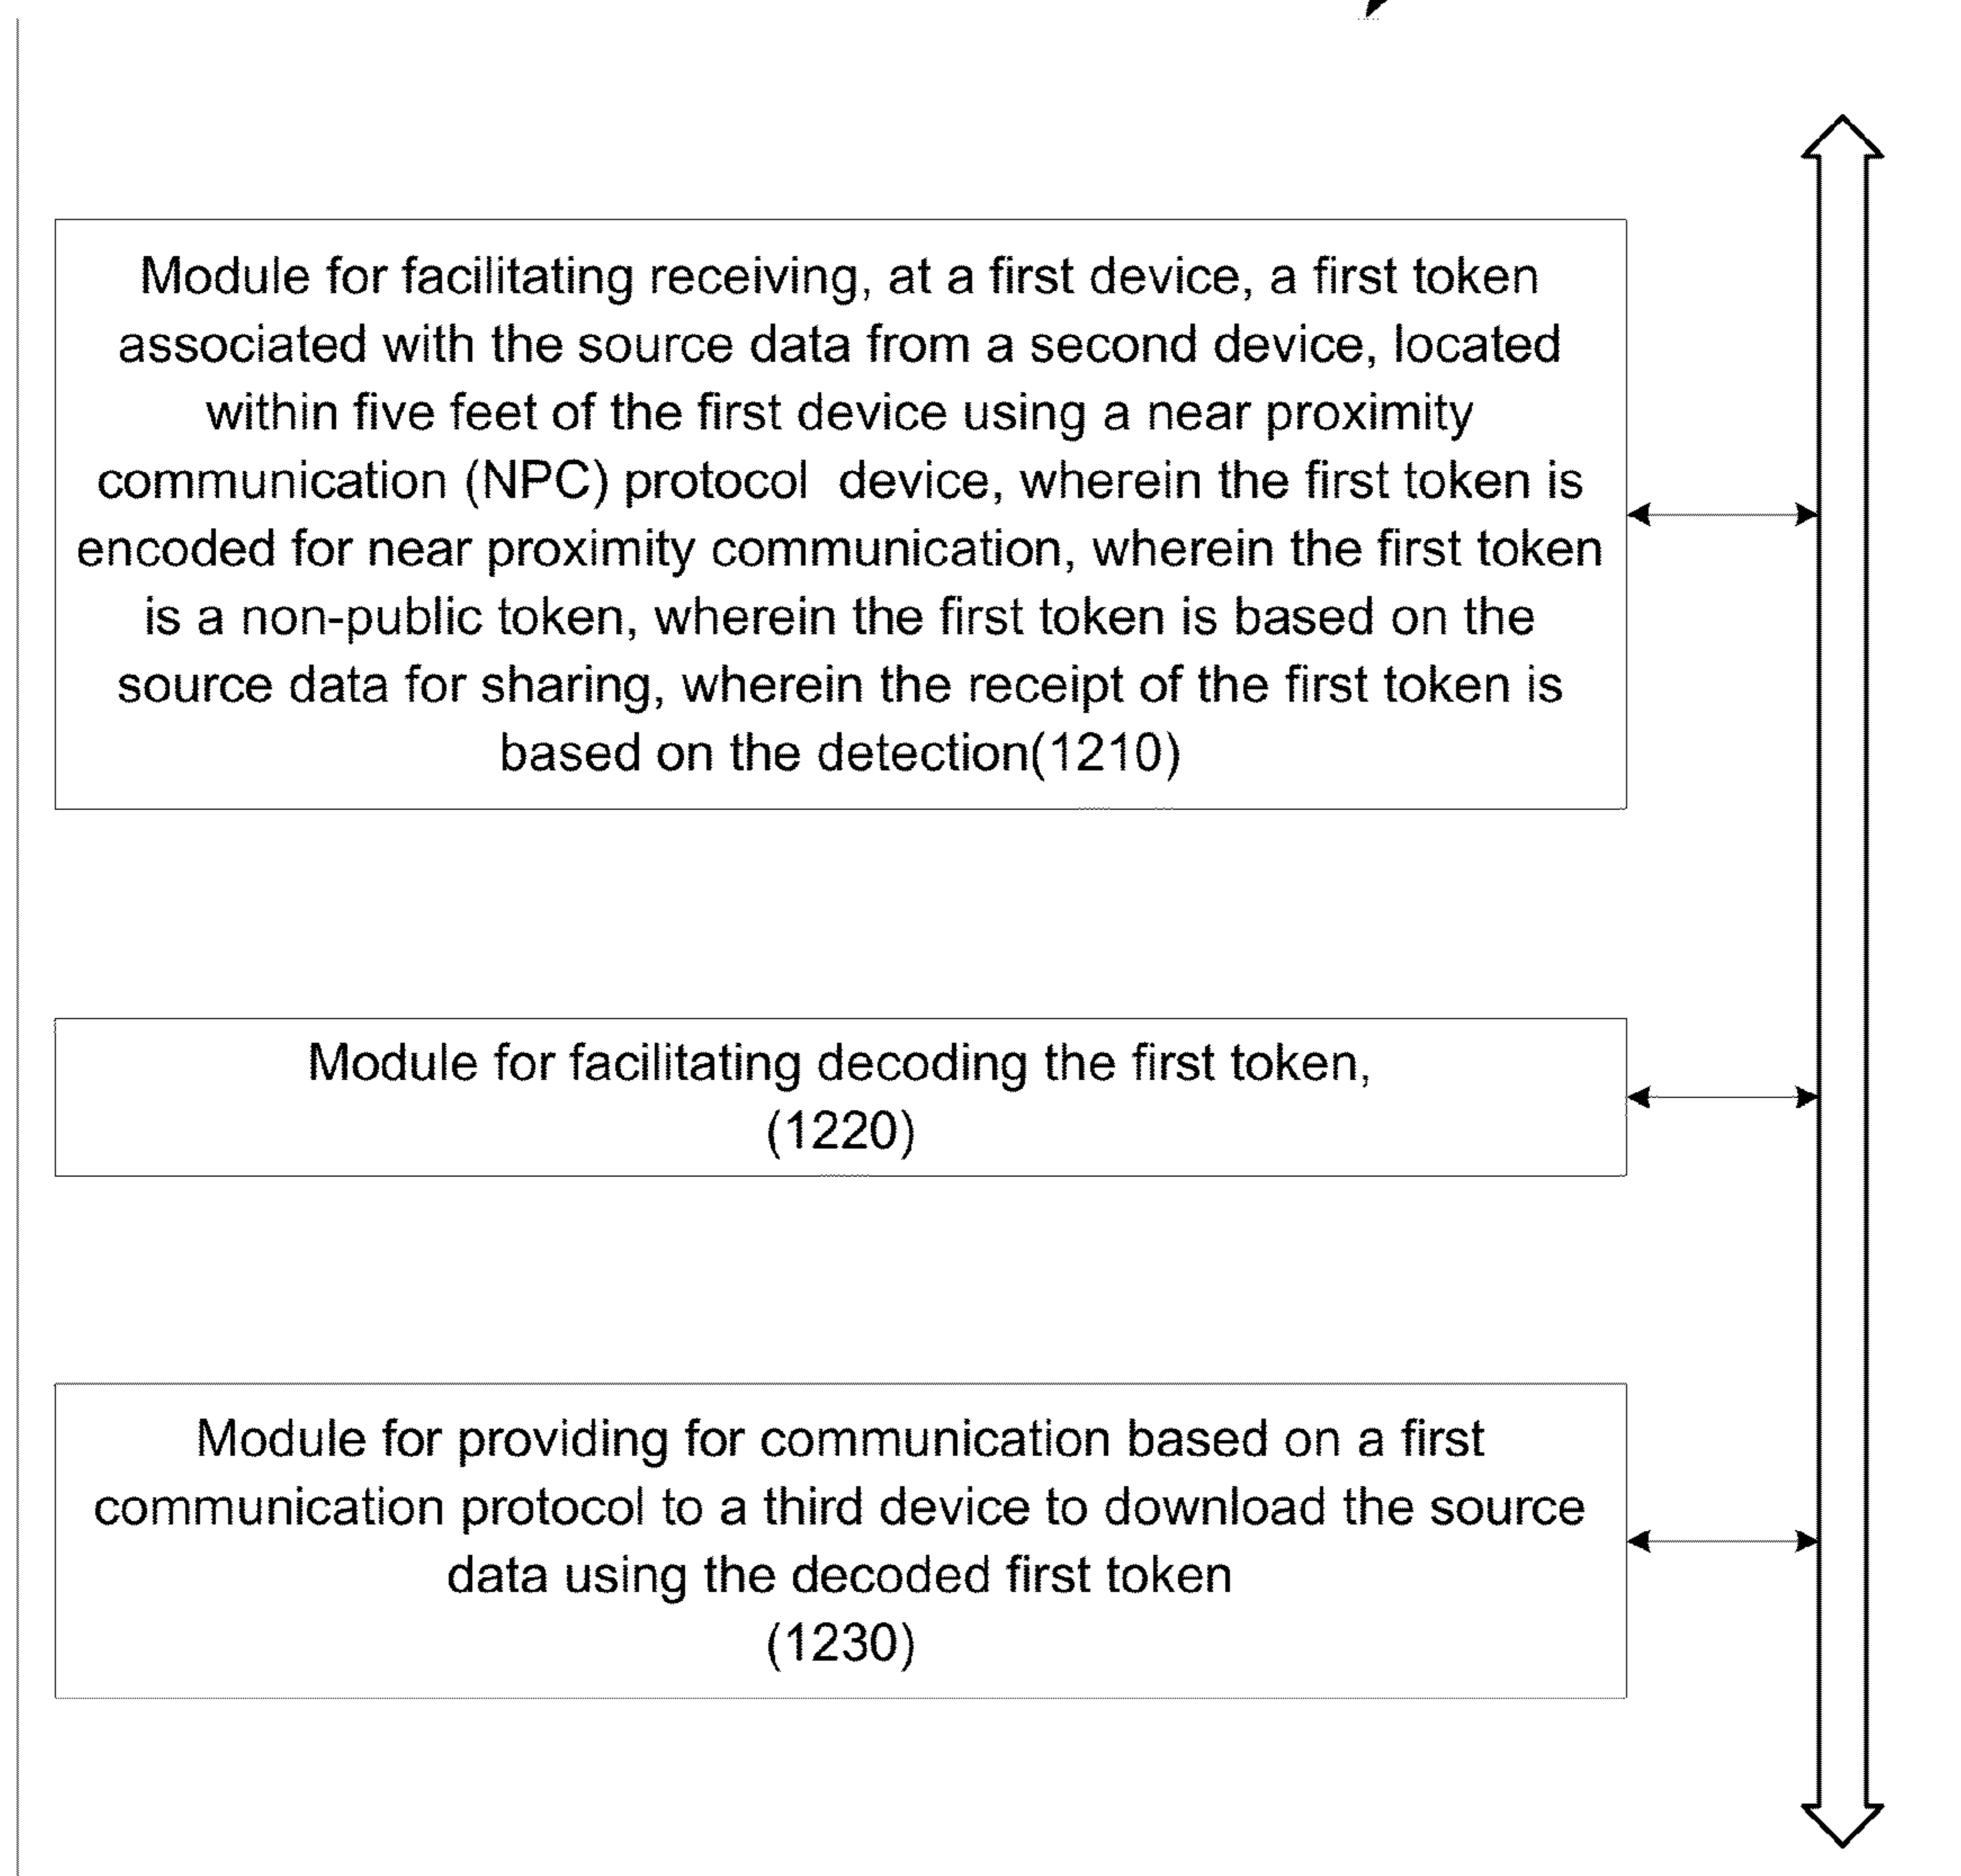 Module for facilitating receiving, at a first device, a first token
associated with the source data from a second device, located
within five feet of the first device using a near proximity
communication (NPC) protocol  device, wherein the first token is
encoded for near proximity communication, wherein the first token
is a non-public token, wherein the first token is based on the
source data for sharing, wherein the receipt of the first token is
based on the detection(1210)
Module for facilitating decoding the first token,
(1220)
Module for providing for communication based on a first
communication protocol to a third device to download the source
data using the decoded first token
(1230)